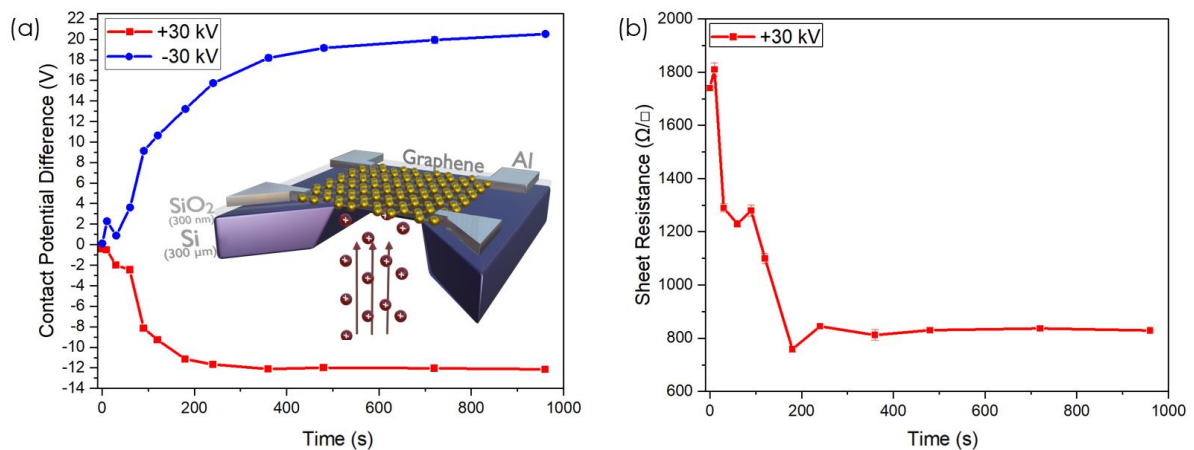 (a)
+30 kV
-30 kV
Contact Potential Difference (V)
22
20
18
16
14
12
10
8
6
4
2
0
-2
-4
-6
-8
-10
-12
-14
Graphene
Al
SiO₂
(300 nm)
Si
(300 µm)
0 200 400 600 800 1000
Time (s)
(b)
+30 kV
Sheet Resistance (Ω/□)
2000
1800
1600
1400
1200
1000
800
600
0 200 400 600 800 1000
Time (s)